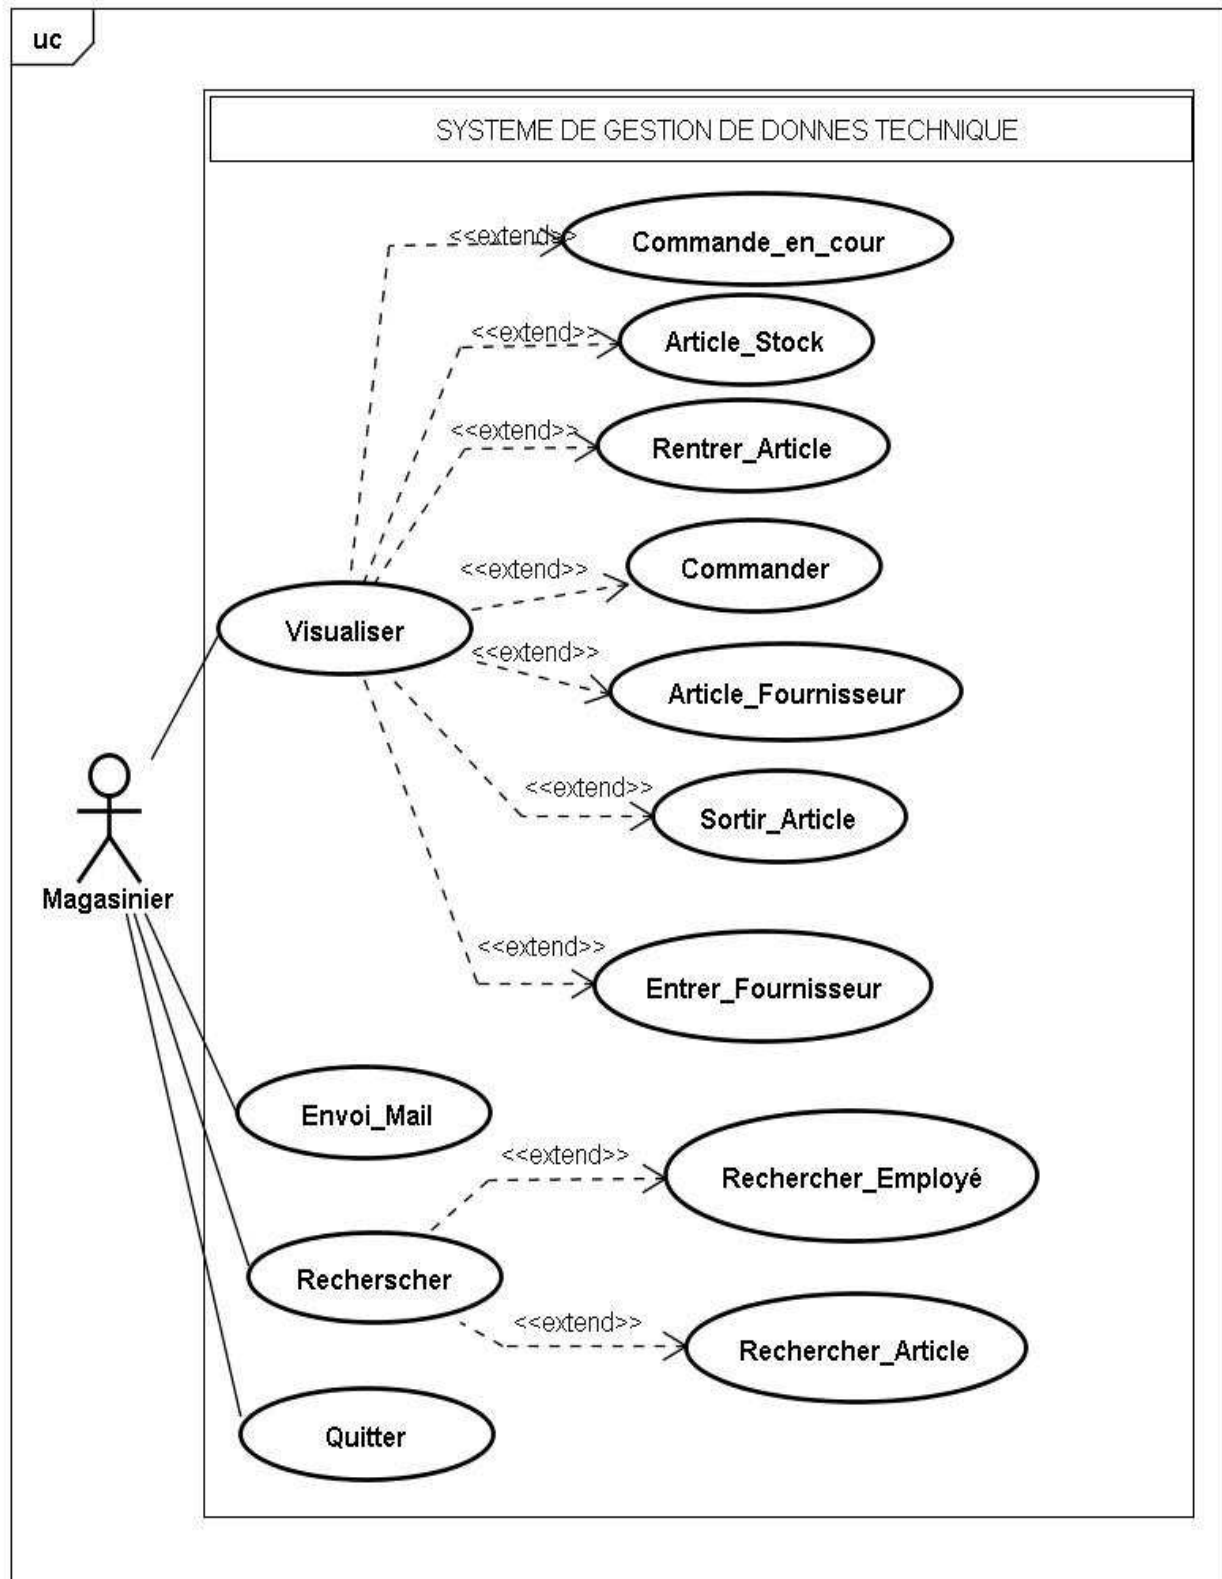 uc
SYSTEME DE GESTION DE DONNES TECHNIQUE
<<extend>>
Commande_en_cour
<<extend>>
Article_Stock
<<extend>>
Rentrer_Article
<<extend>>
Commander
Visualiser
<<extend>>
Article_Fournisseur
<<extend>>
Sortir_Article
Magasinier
<<extend>>
Entrer_Fournisseur
Envoi_Mail
<<extend>>
Rechercher_Employé
Recherscher
<<extend>>
Rechercher_Article
Quitter